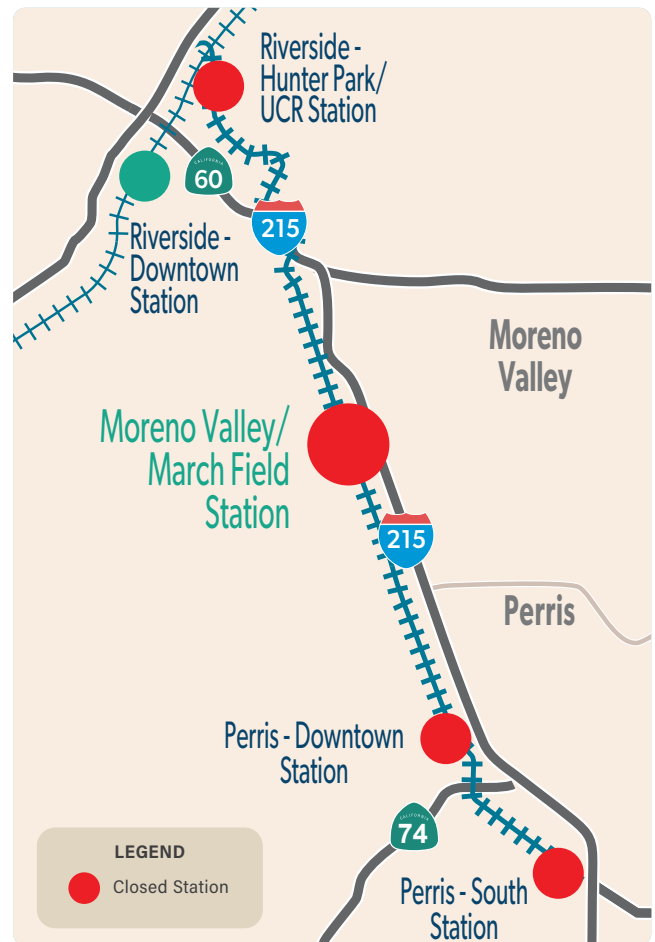 Riverside -
Hunter Park/
UCR Station
CALIFORNIA
60
215
Riverside -
Downtown
Station
Moreno
Valley
Moreno Valley/
March Field
Station
215
Perris
Perris - Downtown
Station
CALIFORNIA
74
LEGEND
Closed Station
Perris - South
Station